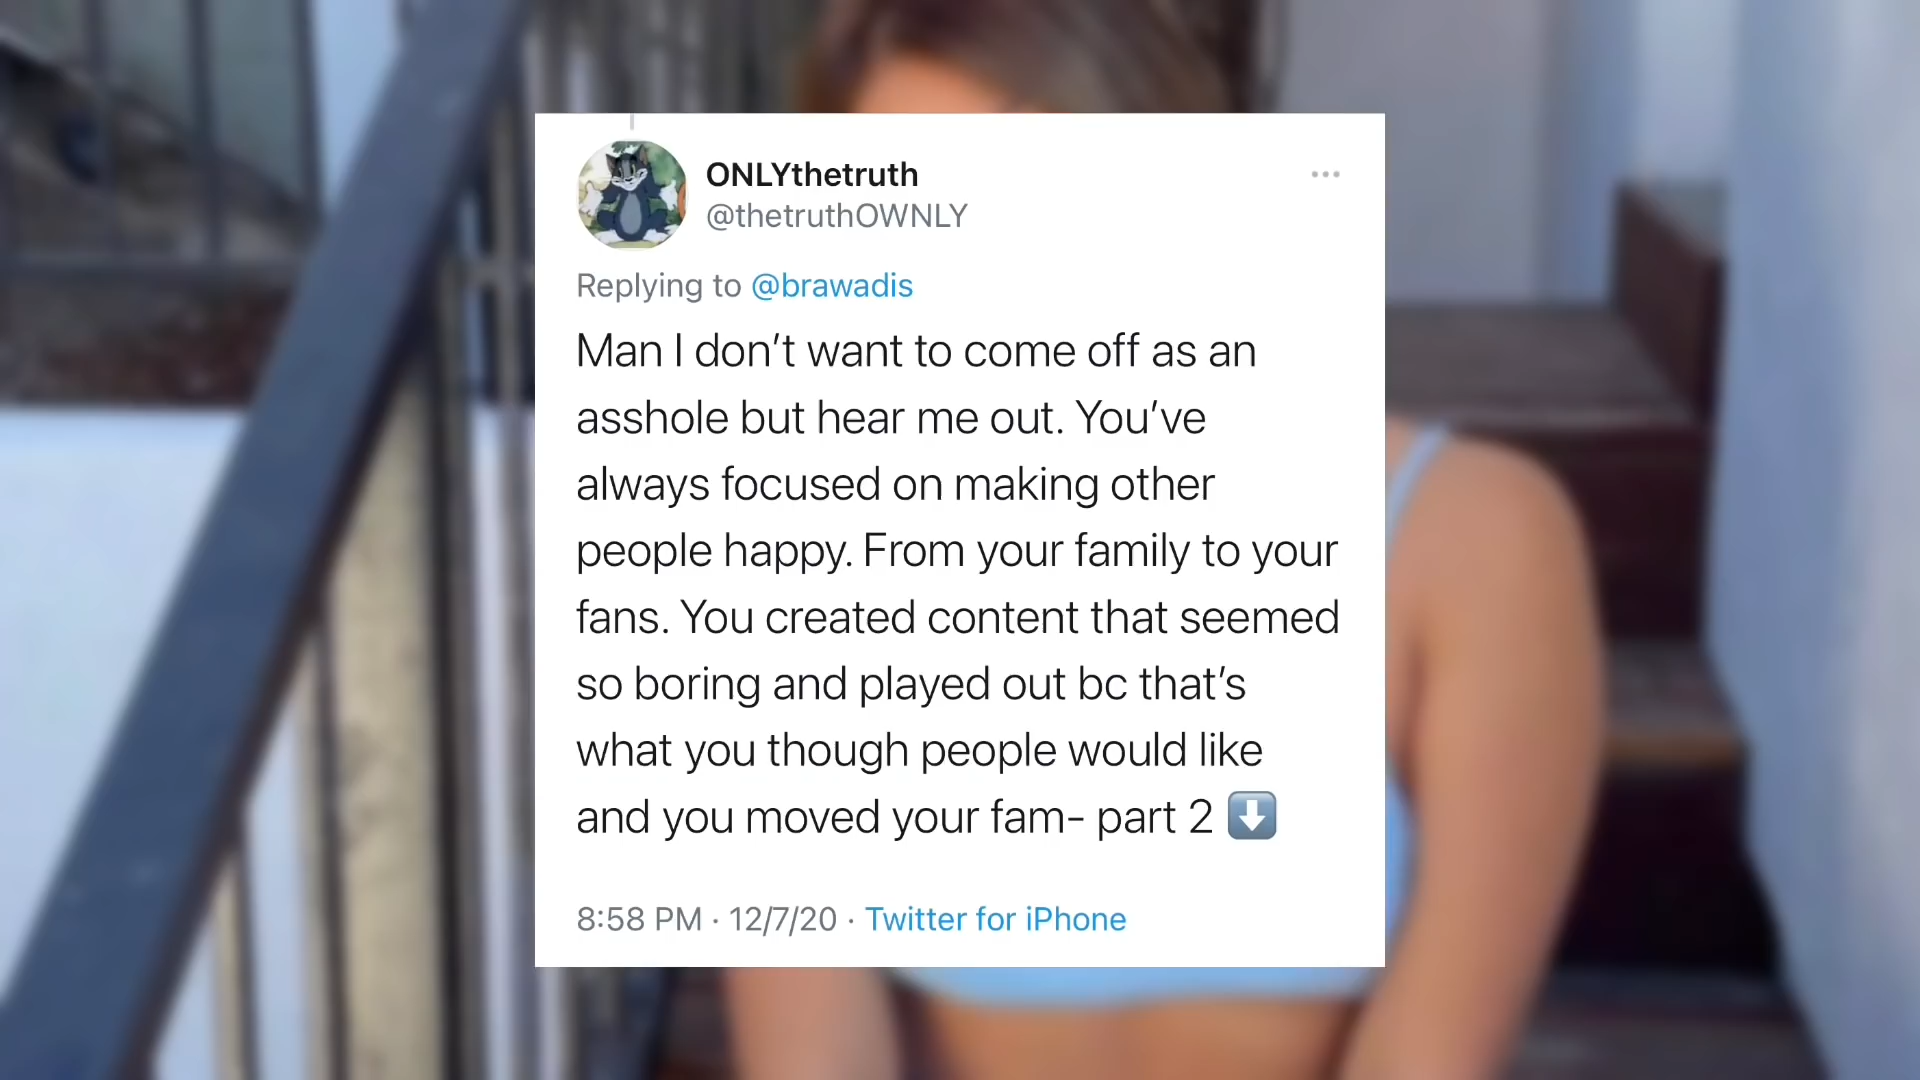 ONLYthetruth
@thetruthOWNLY
Replying to @brawadis
Man I don’t want to come off as an
asshole but hear me out. You’ve
always focused on making other
people happy. From your family to your
fans. You created content that seemed
so boring and played out bc that’s
what you though people would like
and you moved your fam- part 2 ⬇️
8:58 PM · 12/7/20 · Twitter for iPhone